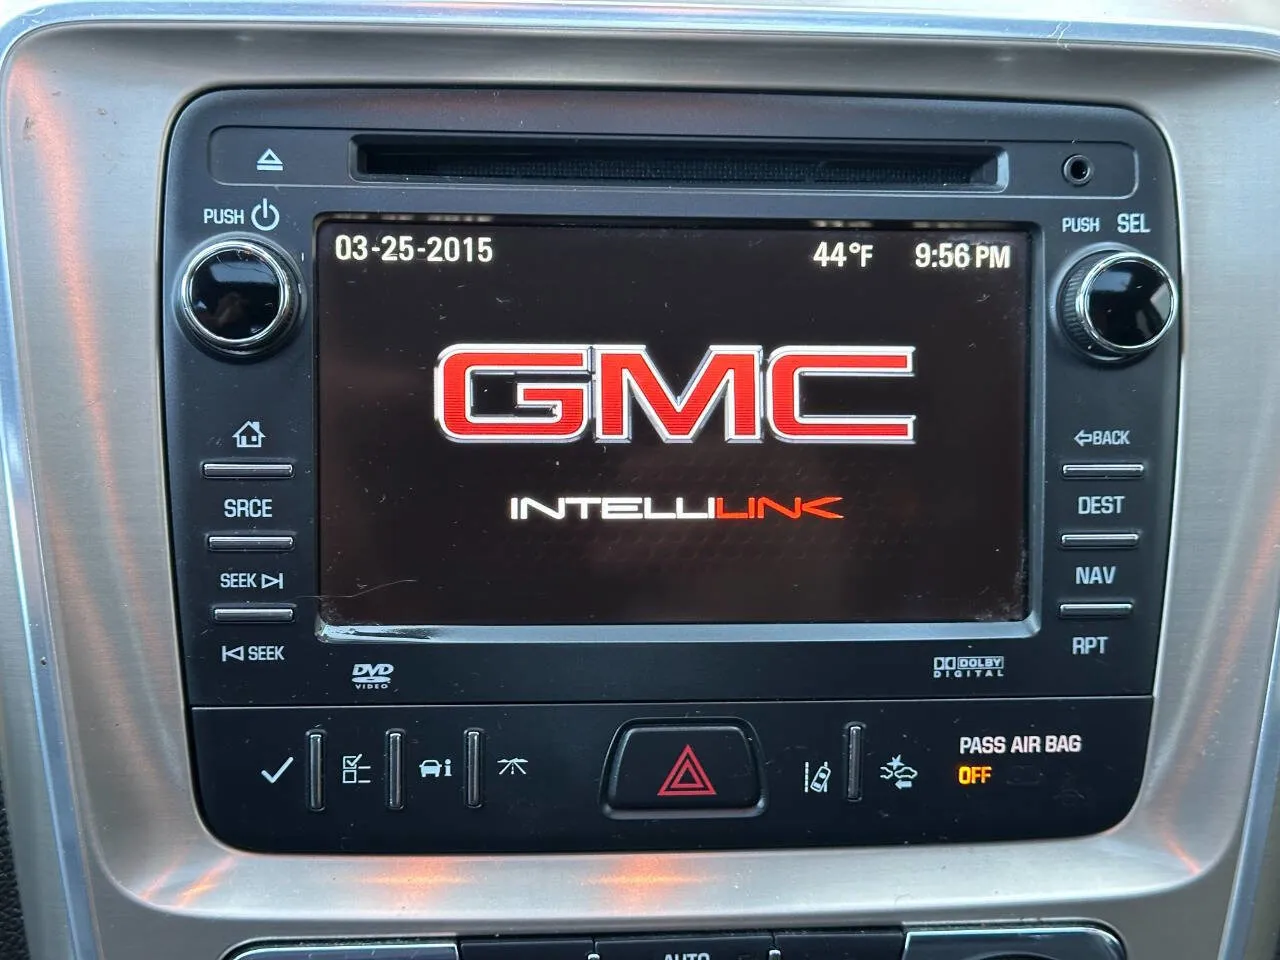 PUSH
PUSH SEL
03-25-2015 44°F 9:56 PM
GMC
INTELLILINK
SRCE
SEEK
SEEK
BACK
DEST
NAV
RPT
DVD
VIDEO
DOLBY
DIGITAL
PASS AIR BAG
OFF
AUTO